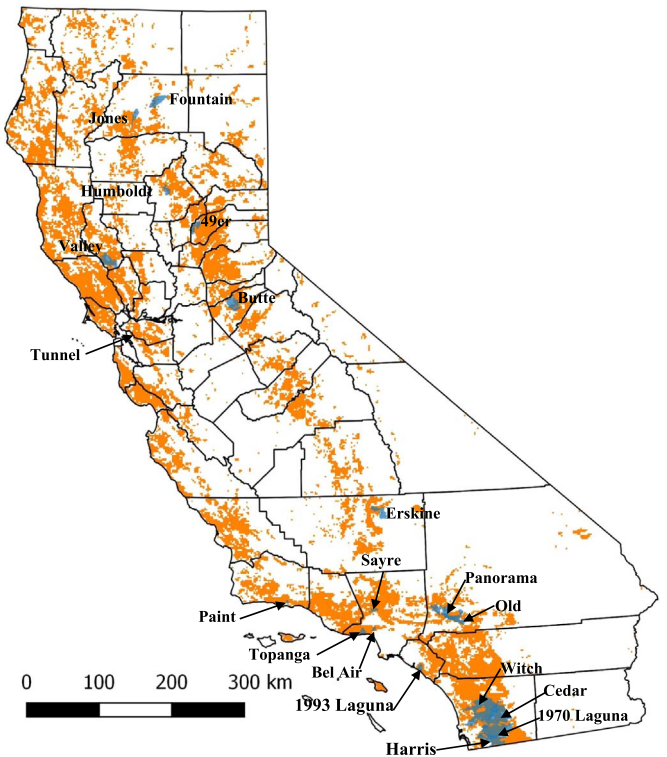 Fountain
Jones
Humboldt
49er
Valley
Butte
Tunnel
Erskine
Sayre
Panorama
Old
Paint
Topanga
Bel Air
Witch
Cedar
1993 Laguna
1970 Laguna
Harris
0 100 200 300 km